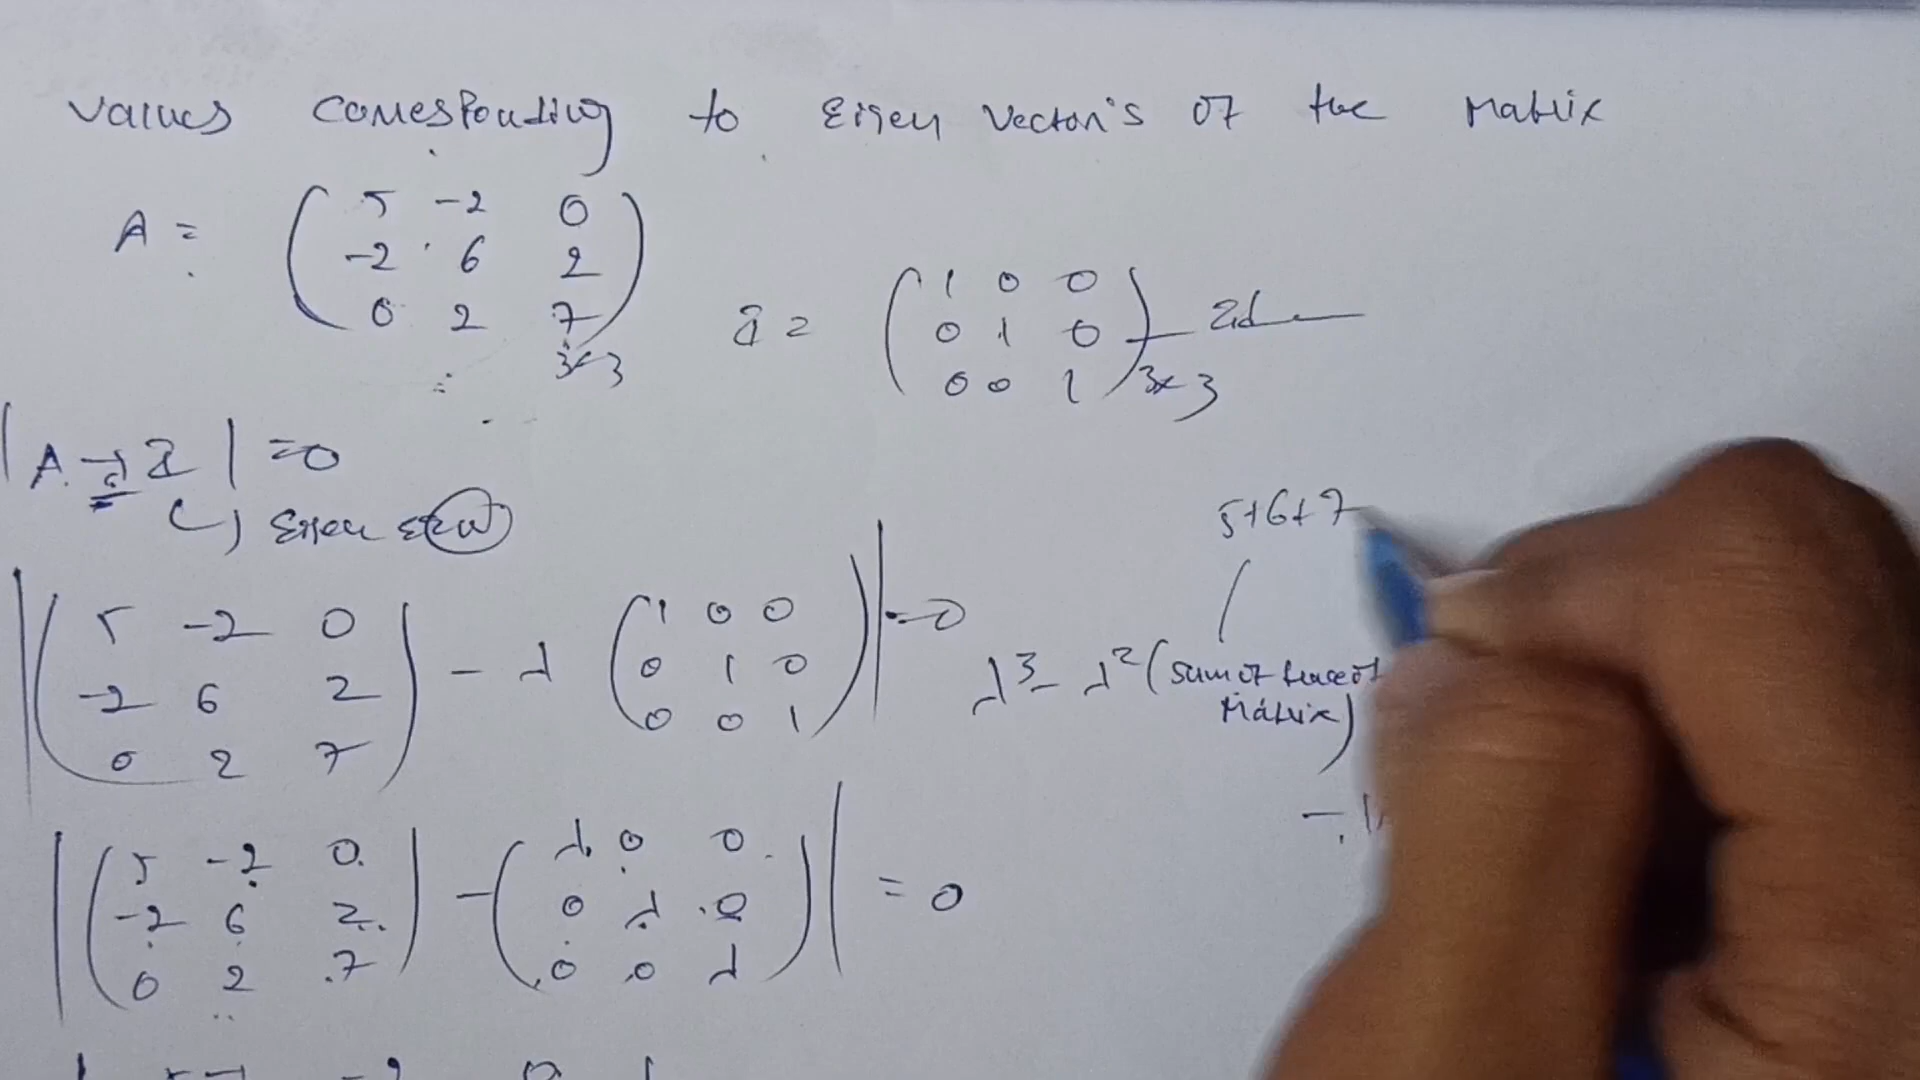 values corresponding to Eigen vector's of the Matrix
A = ( 5 -2 0
-2 6 2
0 2 7 ) 3×3
I = ( 1 0 0
0 1 0
0 0 1 ) 3×3
|A - λI| = 0
Eigen
| ( 5 -2 0
-2 6 2
0 2 7 ) - λ ( 1 0 0
0 1 0
0 0 1 ) | = 0
5+6+7
λ³ - λ² (sum of trace of
Matrix)
| ( 5 -2 0
-2 6 2
0 2 7 ) - ( λ 0 0
0 λ 0
0 0 λ ) | = 0